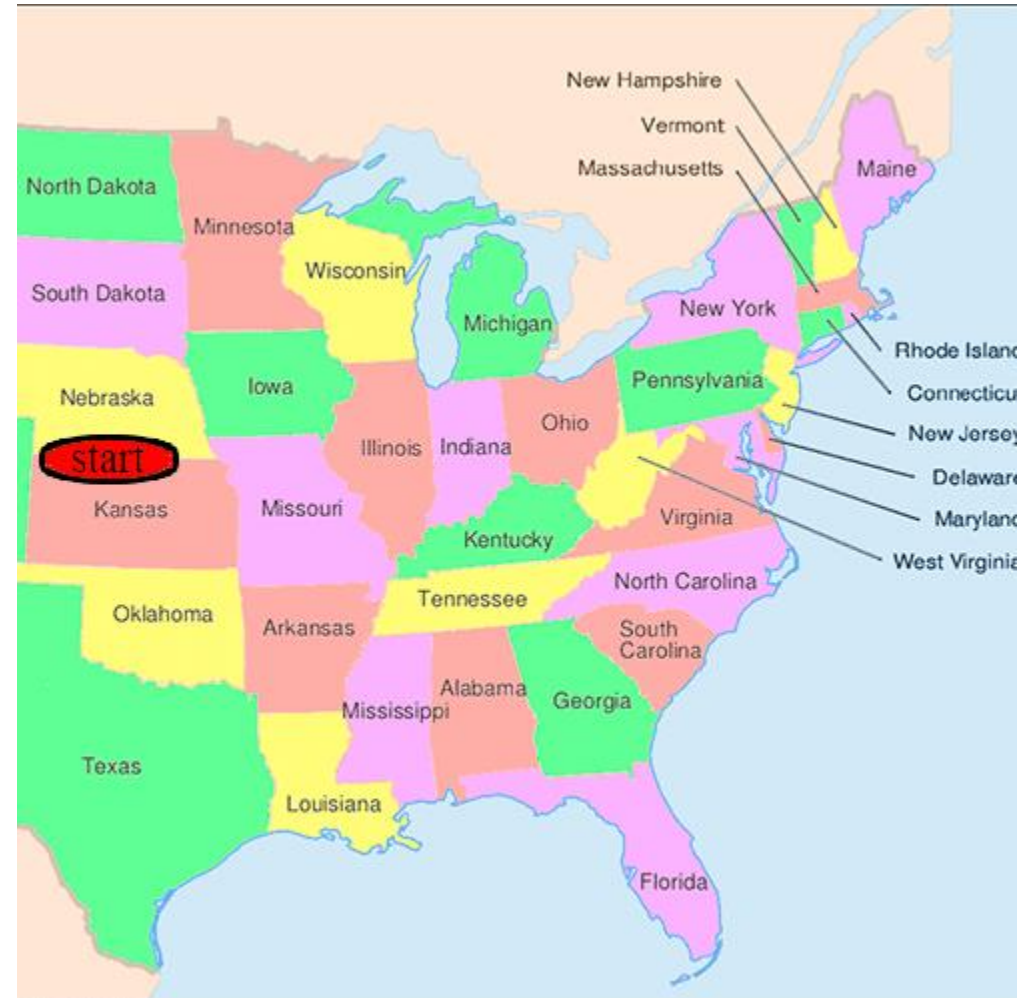 New Hampshire
Vermont
Massachusetts
Maine
North Dakota
Minnesota
Wisconsin
South Dakota
New York
Michigan
Rhode Island
Pennsylvania
Iowa
Nebraska
Connecticu
Ohio
New Jersey
Illinois
Indiana
start
Delaware
Kansas
Missouri
Virginia
Maryland
Kentucky
West Virginia
North Carolina
Tennessee
Oklahoma
Arkansas
South
Carolina
Alabama
Georgia
Mississippi
Texas
Louisiana
Florida